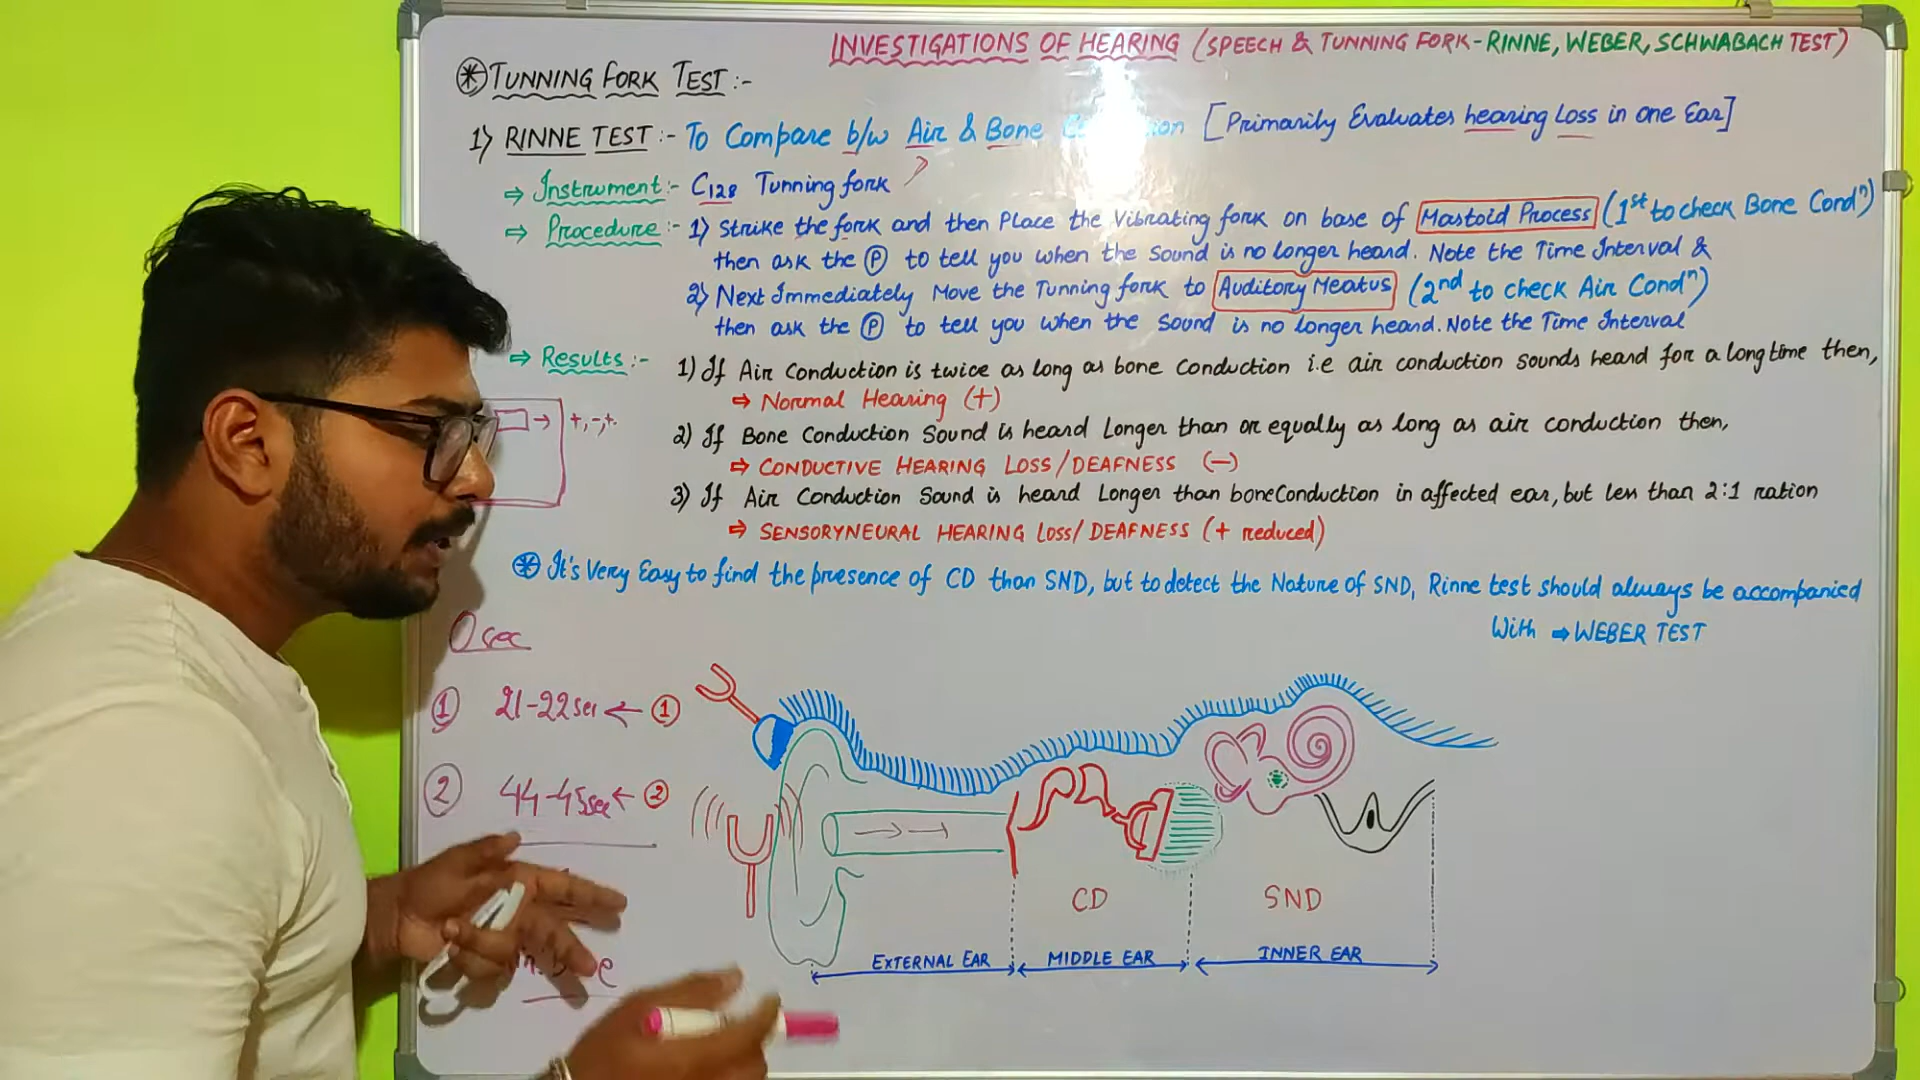 INVESTIGATIONS OF HEARING (SPEECH & TUNNING FORK - RINNE, WEBER, SCHWABACH TEST)
* TUNNING FORK TEST :-
1) RINNE TEST :- To Compare b/w Air & Bone [Primarily Evaluates hearing Loss in one Ear]
⇒ Instrument :- C128 Tunning fork
⇒ Procedure :- 1) Strike the fork and then Place the Vibrating fork on base of Mastoid Process (1st to check Bone Condn)
then ask the P to tell you when the Sound is no longer heard. Note the Time Interval &
2) Next Immediately Move the Tunning fork to Auditory Meatus (2nd to check Air Condn)
then ask the P to tell you when the Sound is no longer heard. Note the Time Interval
⇒ Results :- 1) If Air Conduction is twice as long as bone Conduction i.e air conduction sounds heard for a long time then,
⇒ Normal Hearing (+)
→ +, -, +.
2) If Bone Conduction Sound is heard Longer than or equally as long as air conduction then,
⇒ CONDUCTIVE HEARING LOSS/DEAFNESS (-)
3) If Air Conduction Sound is heard Longer than bone Conduction in affected ear, but less than 2:1 ration
⇒ SENSORYNEURAL HEARING LOSS/DEAFNESS (+ reduced)
* It's Very Easy to find the presence of CD than SND, but to detect the Nature of SND, Rinne test should always be accompanied
With ⇒ WEBER TEST
0 sec
1 21-22 sec ← 1
2 44-45 sec ← 2
CD SND
EXTERNAL EAR MIDDLE EAR INNER EAR